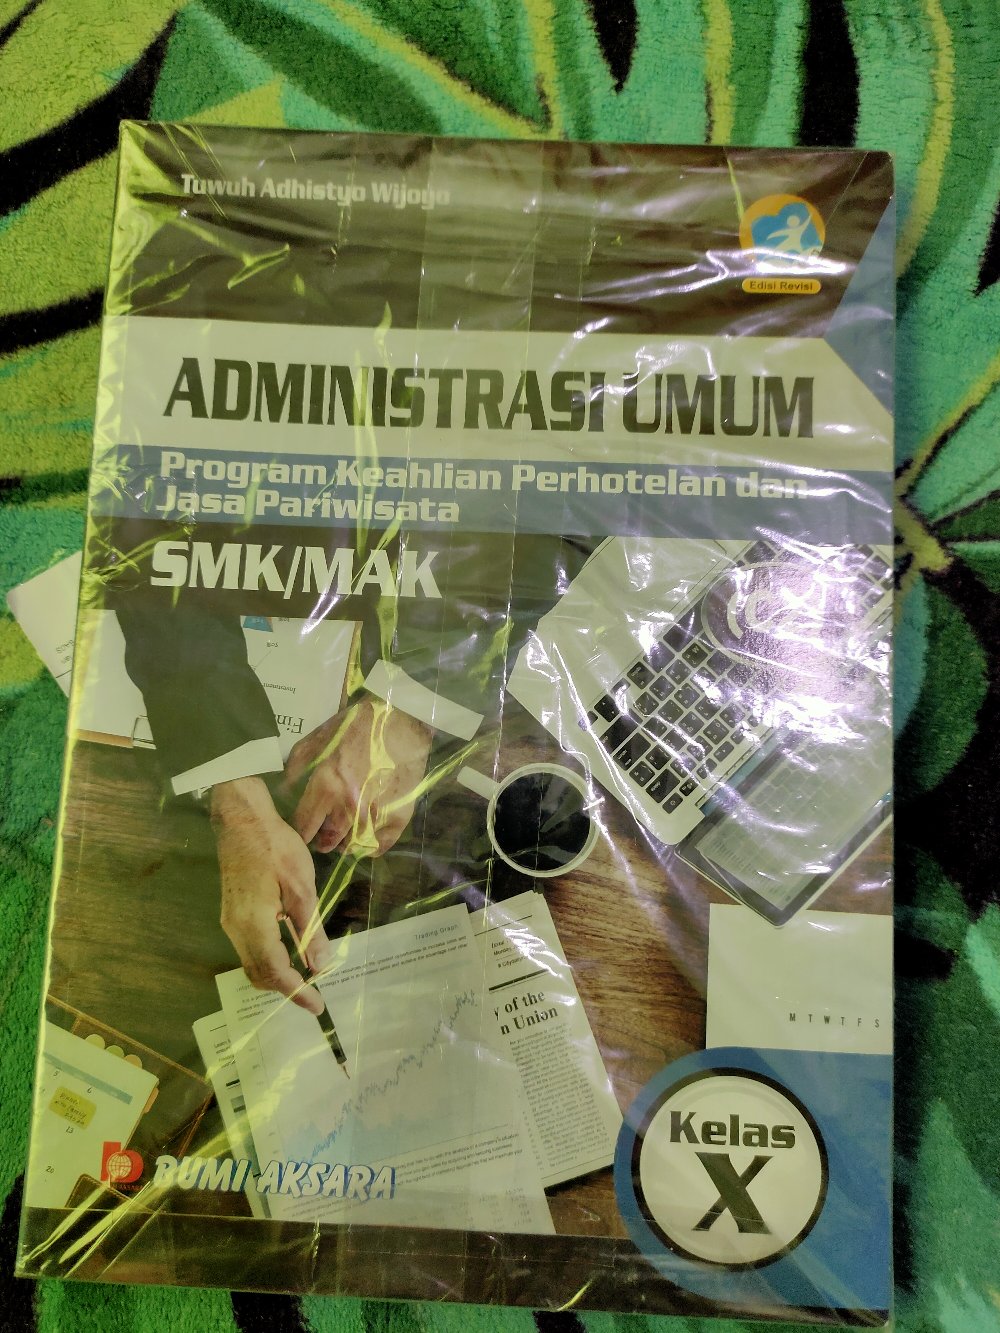 Tuwuh Adhistyo Wijoyo
Edisi Revisi
ADMINISTRASI UMUM
Program Keahlian Perhotelan dan
Jasa Pariwisata
SMK/MAK
Trading Graph
y of the
n Union
M T W T F S
BUMI AKSARA
Kelas
X